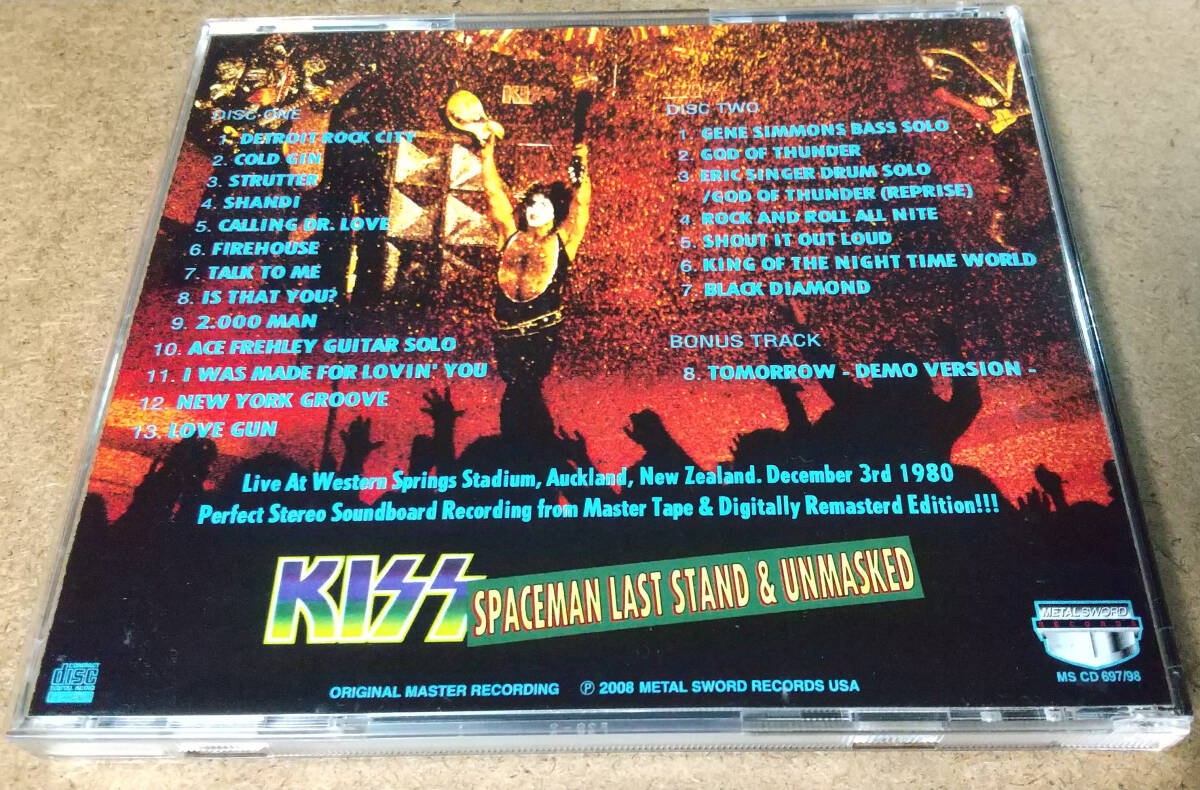 KISS
DISC ONE
1. DETROIT ROCK CITY
2. COLD GIN
3. STRUTTER
4. SHANDI
5. CALLING DR. LOVE
6. FIREHOUSE
7. TALK TO ME
8. IS THAT YOU?
9. 2.000 MAN
10. ACE FREHLEY GUITAR SOLO
11. I WAS MADE FOR LOVIN' YOU
12. NEW YORK GROOVE
13. LOVE GUN
DISC TWO
1. GENE SIMMONS BASS SOLO
2. GOD OF THUNDER
3. ERIC SINGER DRUM SOLO
/GOD OF THUNDER (REPRISE)
4. ROCK AND ROLL ALL NITE
5. SHOUT IT OUT LOUD
6. KING OF THE NIGHT TIME WORLD
7. BLACK DIAMOND
BONUS TRACK
8. TOMORROW - DEMO VERSION -
Live At Western Springs Stadium, Auckland, New Zealand. December 3rd 1980
Perfect Stereo Soundboard Recording from Master Tape & Digitally Remasterd Edition!!!
KISS SPACEMAN LAST STAND & UNMASKED
METAL SWORD
RECORDS
MS CD 697/98
COMPACT
disc
DIGITAL AUDIO
ORIGINAL MASTER RECORDING ℗ 2008 METAL SWORD RECORDS USA